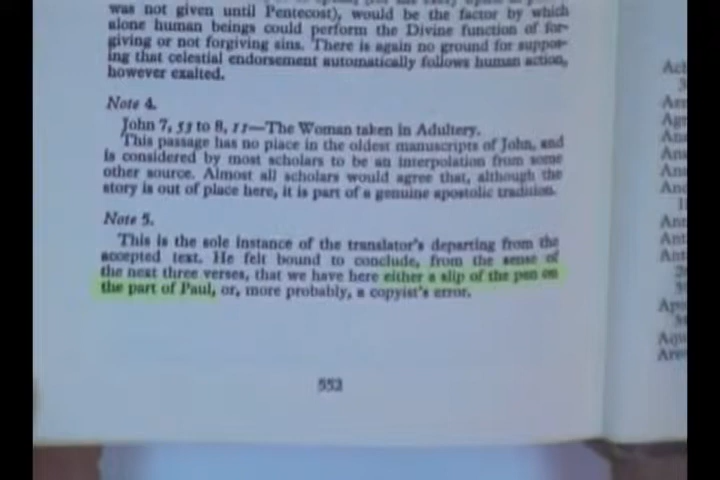 was not given until Pentecost), would be the factor by which
alone human beings could perform the Divine function of for-
giving or not forgiving sins. There is again no ground for suppos-
ing that celestial endorsement automatically follows human action,
however exalted.
Note 4.
John 7, 53 to 8, 11—The Woman taken in Adultery.
This passage has no place in the oldest manuscripts of John, and
is considered by most scholars to be an interpolation from some
other source. Almost all scholars would agree that, although the
story is out of place here, it is part of a genuine apostolic tradition.
Note 5.
This is the sole instance of the translator's departing from the
accepted text. He felt bound to conclude, from the sense of
the next three verses, that we have here either a slip of the pen on
the part of Paul, or, more probably, a copyist's error.
552